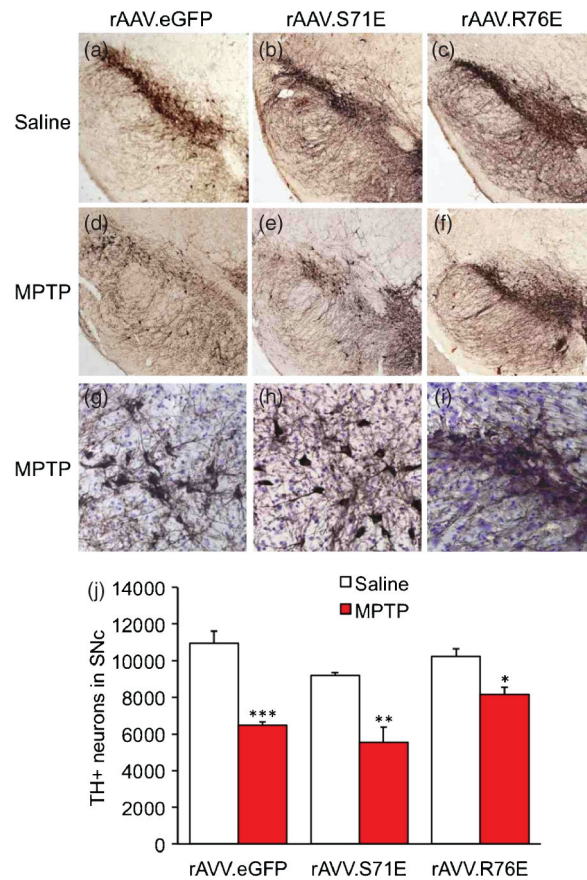 rAAV.eGFP rAAV.S71E rAAV.R76E
Saline (a) (b) (c)
MPTP (d) (e) (f)
MPTP (g) (h) (i)
(j)
Saline
MPTP
TH+ neurons in SNc
14000
12000
10000
8000
6000
4000
2000
0
*** ** *
rAVV.eGFP rAVV.S71E rAVV.R76E